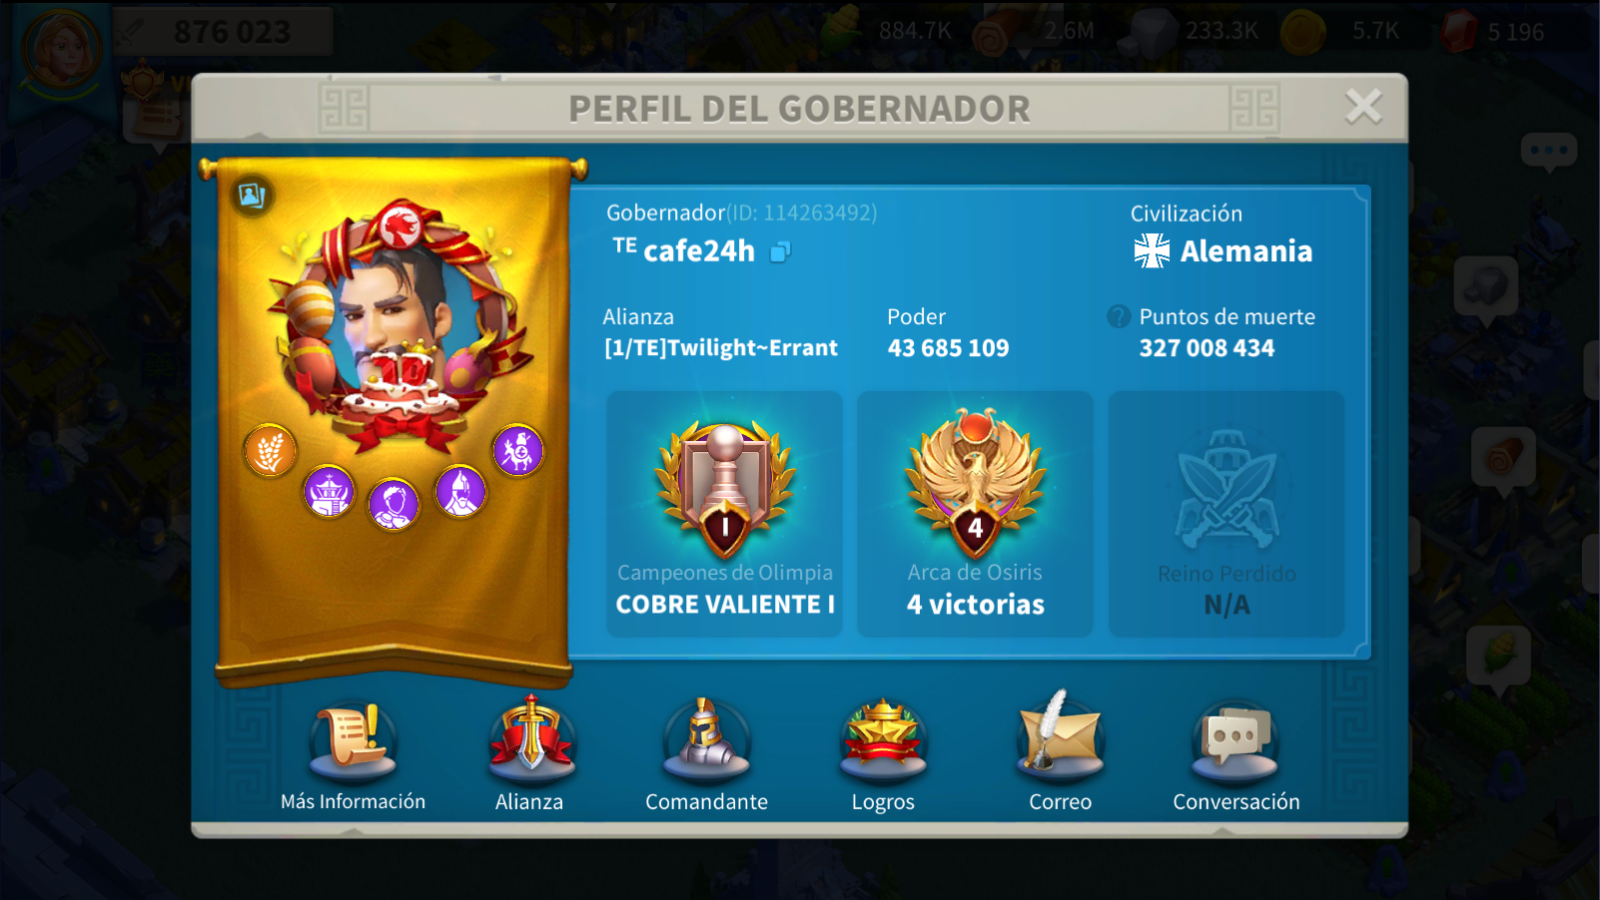 876 023
884.7K
2.6M
233.3K
5.7K
5 196
PERFIL DEL GOBERNADOR
Gobernador(ID: 114263492)
TE cafe24h
Civilización
Alemania
Alianza
[1/TE]Twilight~Errant
Poder
43 685 109
? Puntos de muerte
327 008 434
10
I
Campeones de Olimpia
COBRE VALIENTE I
4
Arca de Osiris
4 victorias
Reino Perdido
N/A
Más Información
Alianza
Comandante
Logros
Correo
Conversación